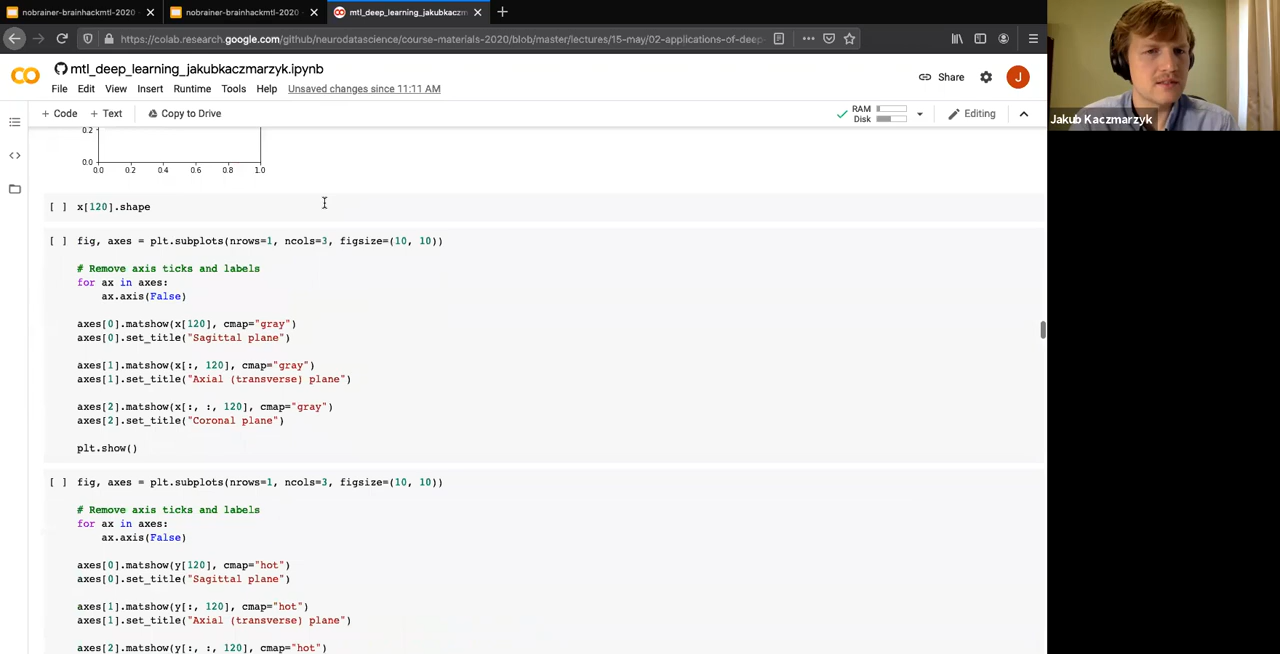 nobrainer-brainhackmtl-2020
nobrainer-brainhackmtl-2020
mtl_deep_learning_jakubkaczm
https://colab.research.google.com/github/neurodatascience/course-materials-2020/blob/master/lectures/15-may/02-applications-of-deep-
mtl_deep_learning_jakubkaczmarzyk.ipynb
Share
J
File Edit View Insert Runtime Tools Help Unsaved changes since 11:11 AM
+ Code + Text Copy to Drive
RAM
Disk
Editing
Jakub Kaczmarzyk
0.2
0.0
0.0 0.2 0.4 0.6 0.8 1.0
[ ] x[120].shape
[ ] fig, axes = plt.subplots(nrows=1, ncols=3, figsize=(10, 10))
# Remove axis ticks and labels
for ax in axes:
ax.axis(False)
axes[0].matshow(x[120], cmap="gray")
axes[0].set_title("Sagittal plane")
axes[1].matshow(x[:, 120], cmap="gray")
axes[1].set_title("Axial (transverse) plane")
axes[2].matshow(x[:, :, 120], cmap="gray")
axes[2].set_title("Coronal plane")
plt.show()
[ ] fig, axes = plt.subplots(nrows=1, ncols=3, figsize=(10, 10))
# Remove axis ticks and labels
for ax in axes:
ax.axis(False)
axes[0].matshow(y[120], cmap="hot")
axes[0].set_title("Sagittal plane")
axes[1].matshow(y[:, 120], cmap="hot")
axes[1].set_title("Axial (transverse) plane")
axes[2].matshow(y[:, :, 120], cmap="hot")